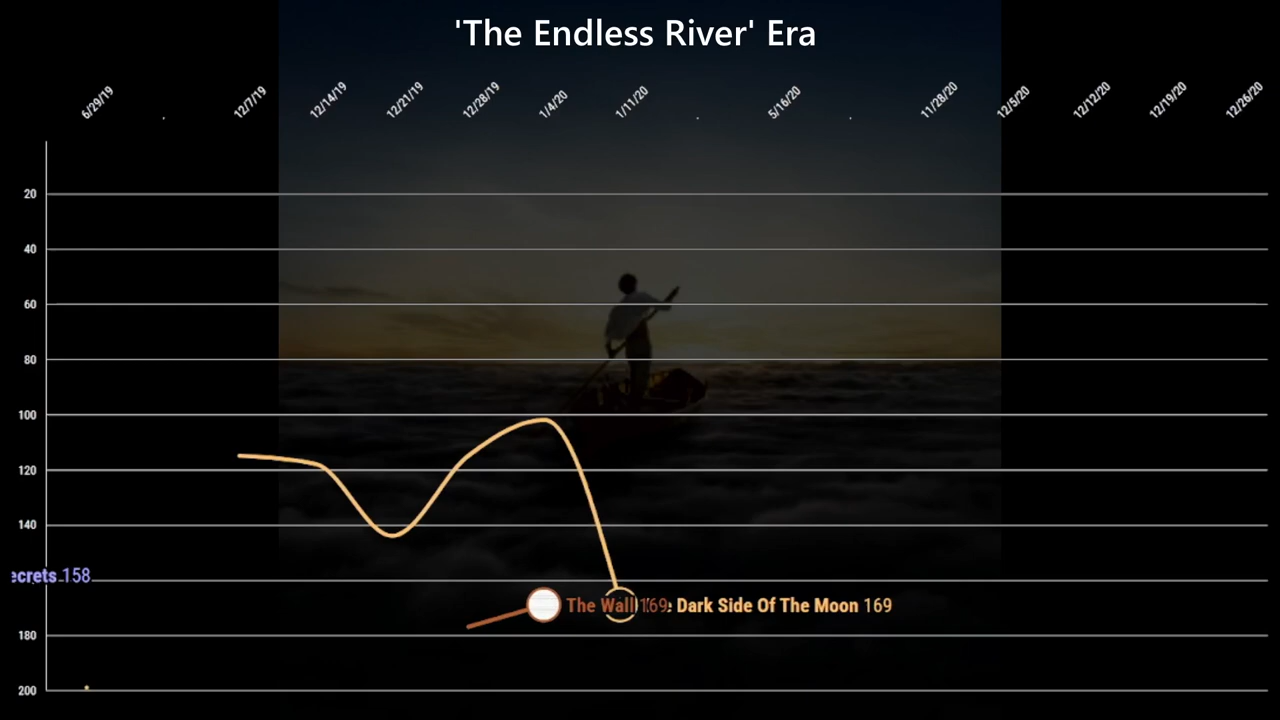 'The Endless River' Era
6/29/19 12/7/19 12/14/19 12/21/19 12/28/19 1/4/20 1/11/20 5/16/20 11/28/20 12/5/20 12/12/20 12/19/20 12/26/20
20
40
60
80
100
120
140
ecrets 158
The Wall 169 Dark Side Of The Moon 169
180
200